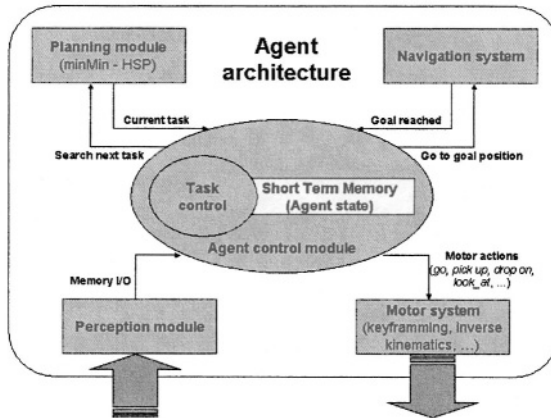 Planning module
(minMin - HSP)
Agent
architecture
Navigation system
Current task
Goal reached
Search next task
Go to goal position
Task
control
Short Term Memory
(Agent state)
Agent control module
Memory I/O
Motor actions
(go, pick up, drop on,
look_at, ...)
Perception module
Motor system
(keyframming, inverse
kinematics, ...)